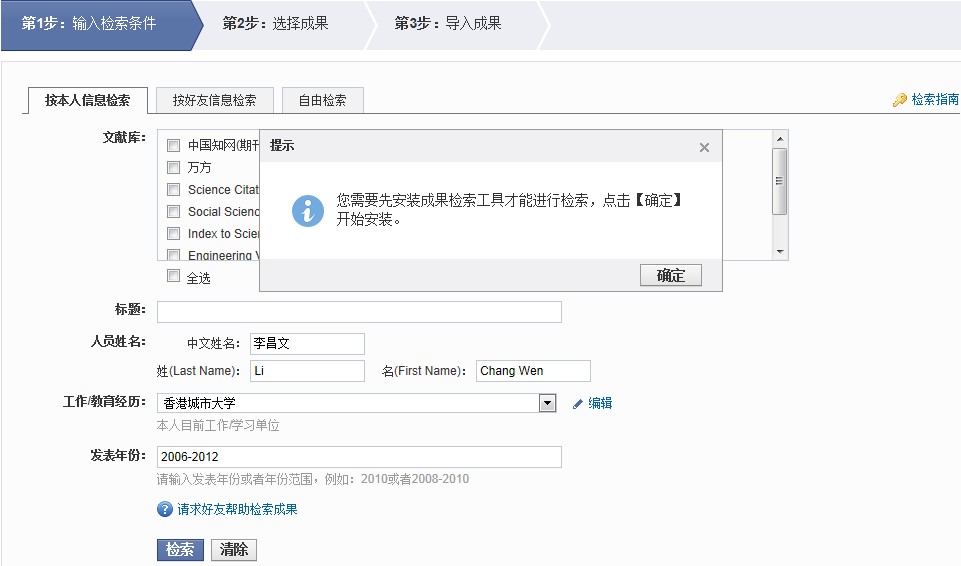 第1步：输入检索条件
第2步：选择成果
第3步：导入成果
按本人信息检索
按好友信息检索
自由检索
检索指南
文献库：
中国知网(期刊
万方
Science Citat
Social Scienc
Index to Scien
Engineering V
全选
提示
您需要先安装成果检索工具才能进行检索，点击【确定】
开始安装。
确定
标题：
人员姓名：
中文姓名：
李昌文
姓(Last Name)：
Li
名(First Name)：
Chang Wen
工作/教育经历：
香港城市大学
编辑
本人目前工作/学习单位
发表年份：
2006-2012
请输入发表年份或者年份范围，例如：2010或者2008-2010
请求好友帮助检索成果
检索
清除